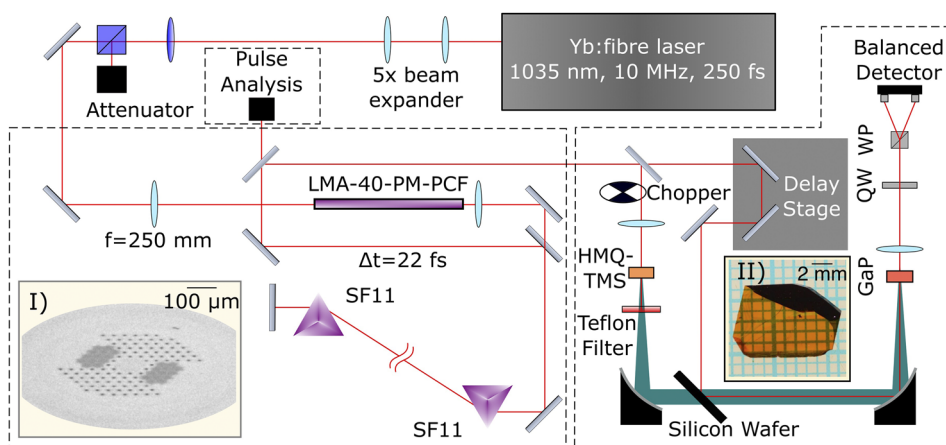 Yb:fibre laser
1035 nm, 10 MHz, 250 fs
5x beam
expander
Attenuator
Pulse
Analysis
Balanced
Detector
WP
QW
GaP
LMA-40-PM-PCF
f=250 mm
Δt=22 fs
Chopper
Delay
Stage
HMQ-
TMS
Teflon
Filter
I)
100 µm
SF11
SF11
II)
2 mm
Silicon Wafer